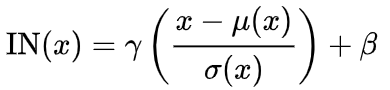 IN(x) = γ ( (x − μ(x)) / σ(x) ) + β